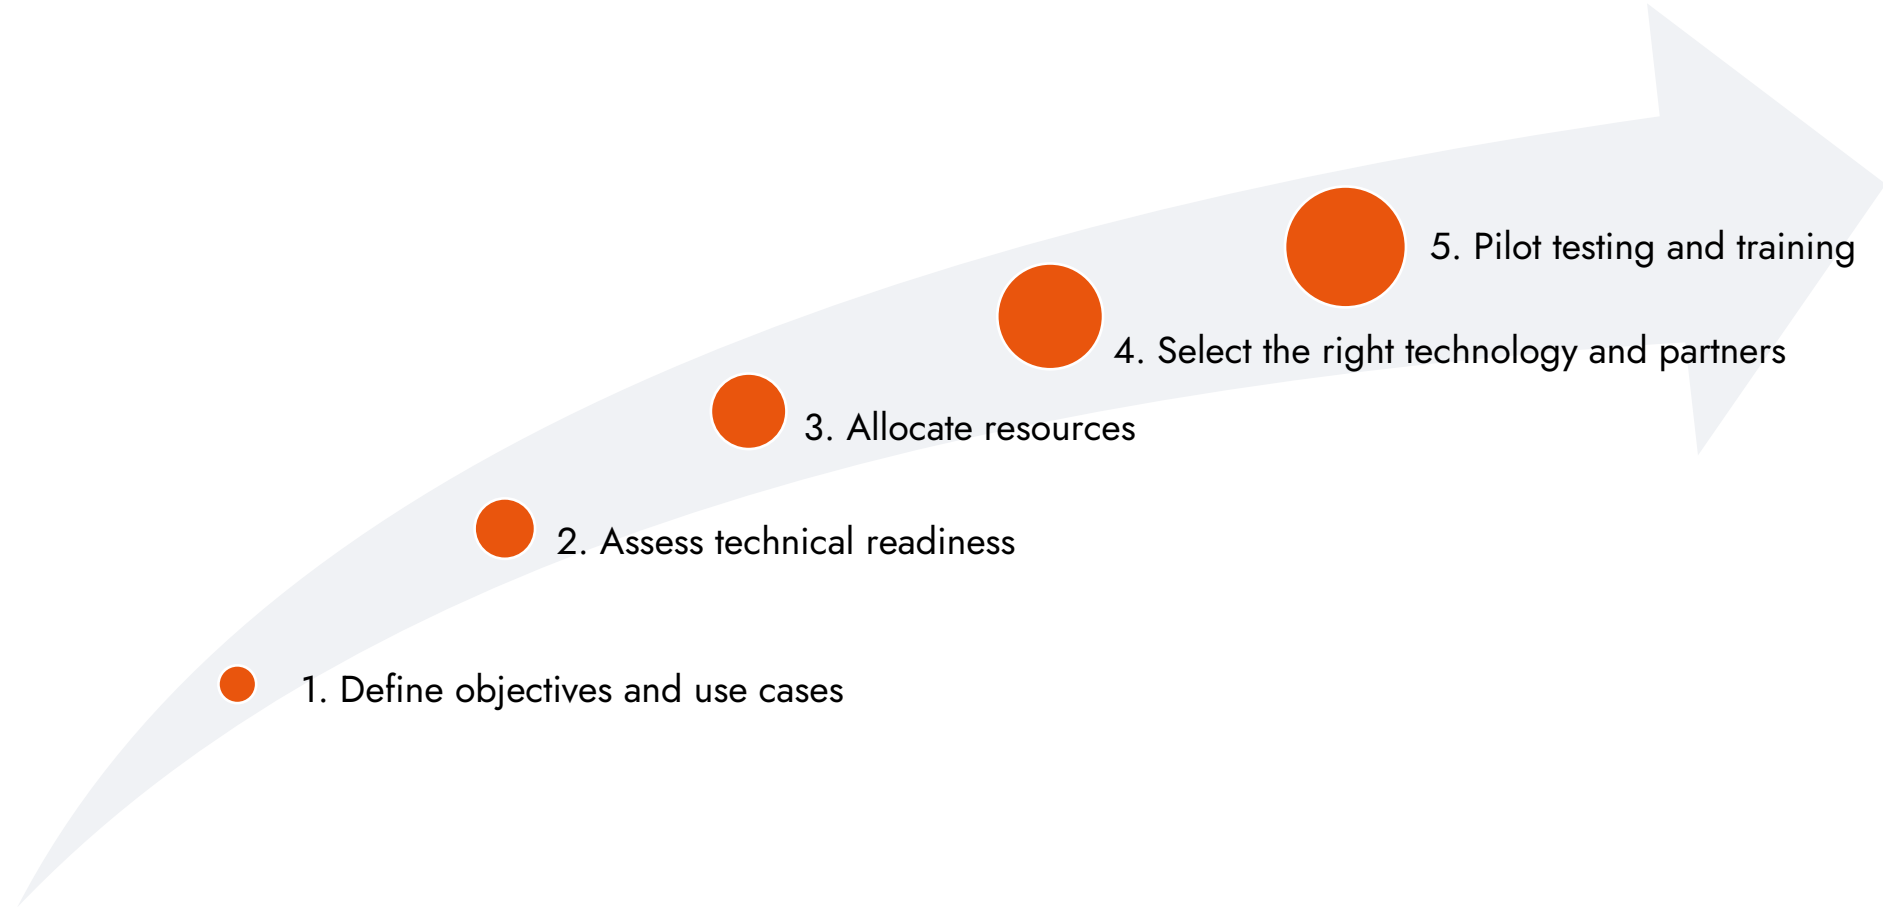 1. Define objectives and use cases
2. Assess technical readiness
3. Allocate resources
4. Select the right technology and partners
5. Pilot testing and training